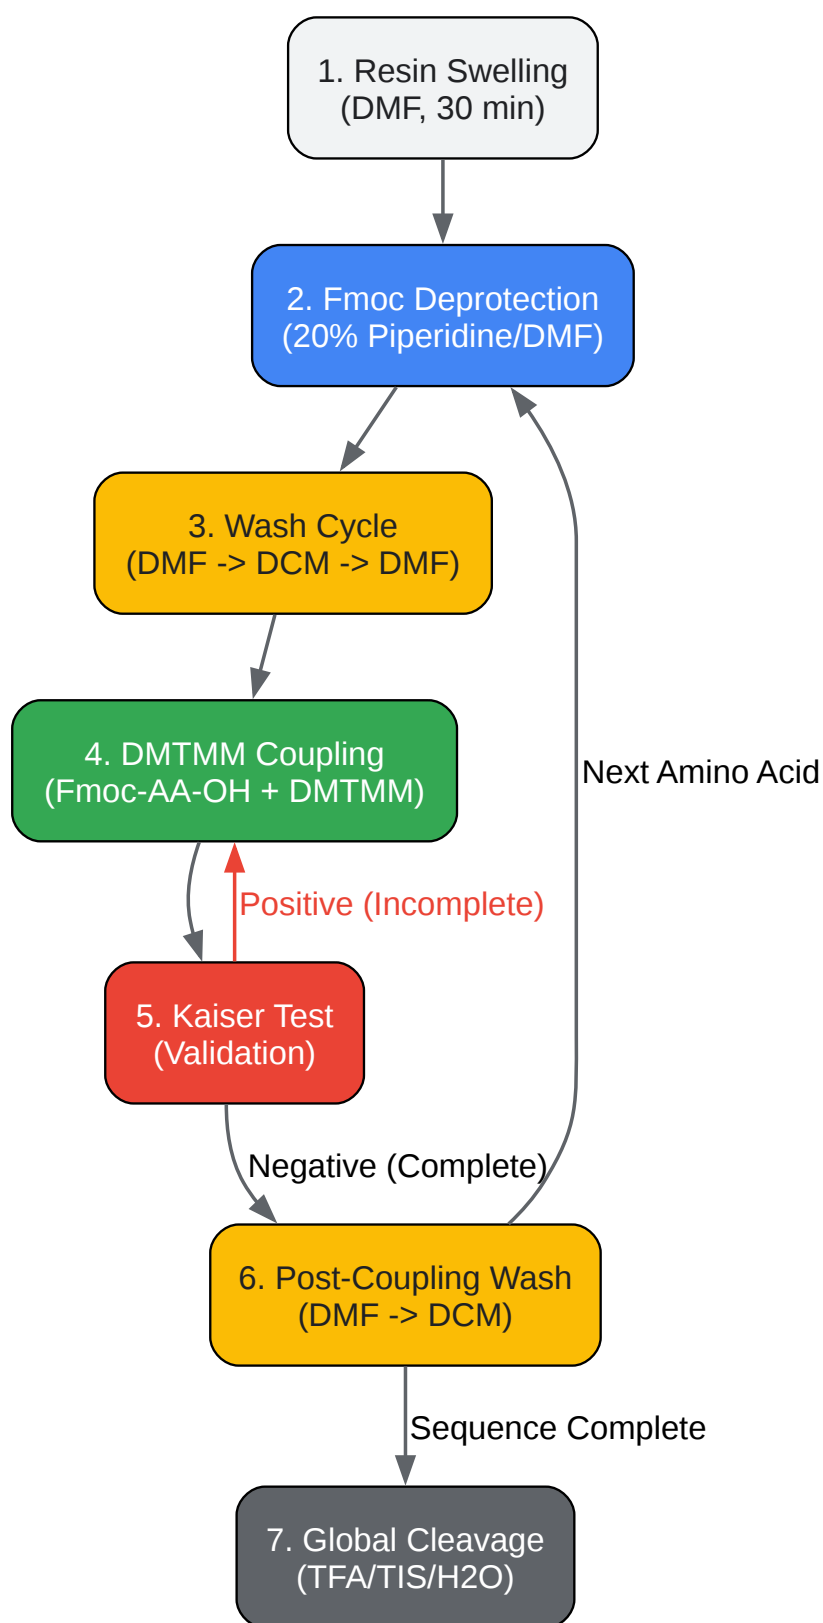 1. Resin Swelling
(DMF, 30 min)
2. Fmoc Deprotection
(20% Piperidine/DMF)
3. Wash Cycle
(DMF -> DCM -> DMF)
4. DMTMM Coupling
(Fmoc-AA-OH + DMTMM)
Next Amino Acid
Positive (Incomplete)
5. Kaiser Test
(Validation)
Negative (Complete)
6. Post-Coupling Wash
(DMF -> DCM)
Sequence Complete
7. Global Cleavage
(TFA/TIS/H2O)